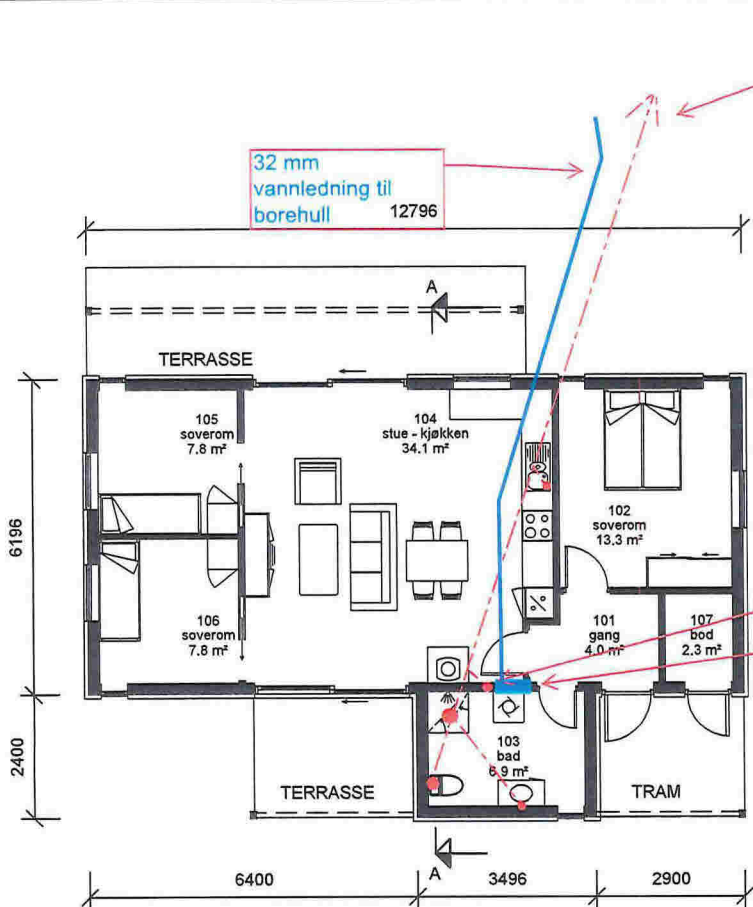 32 mm
vannledning til
borehull
12796
A
TERRASSE
105
soverom
7.8 m²
104
stue - kjøkken
34.1 m²
102
soverom
13.3 m²
6196
106
soverom
7.8 m²
101
gang
4.0 m²
107
bod
2.3 m²
103
bad
6.9 m²
2400
TERRASSE
TRAM
A
6400
3496
2900